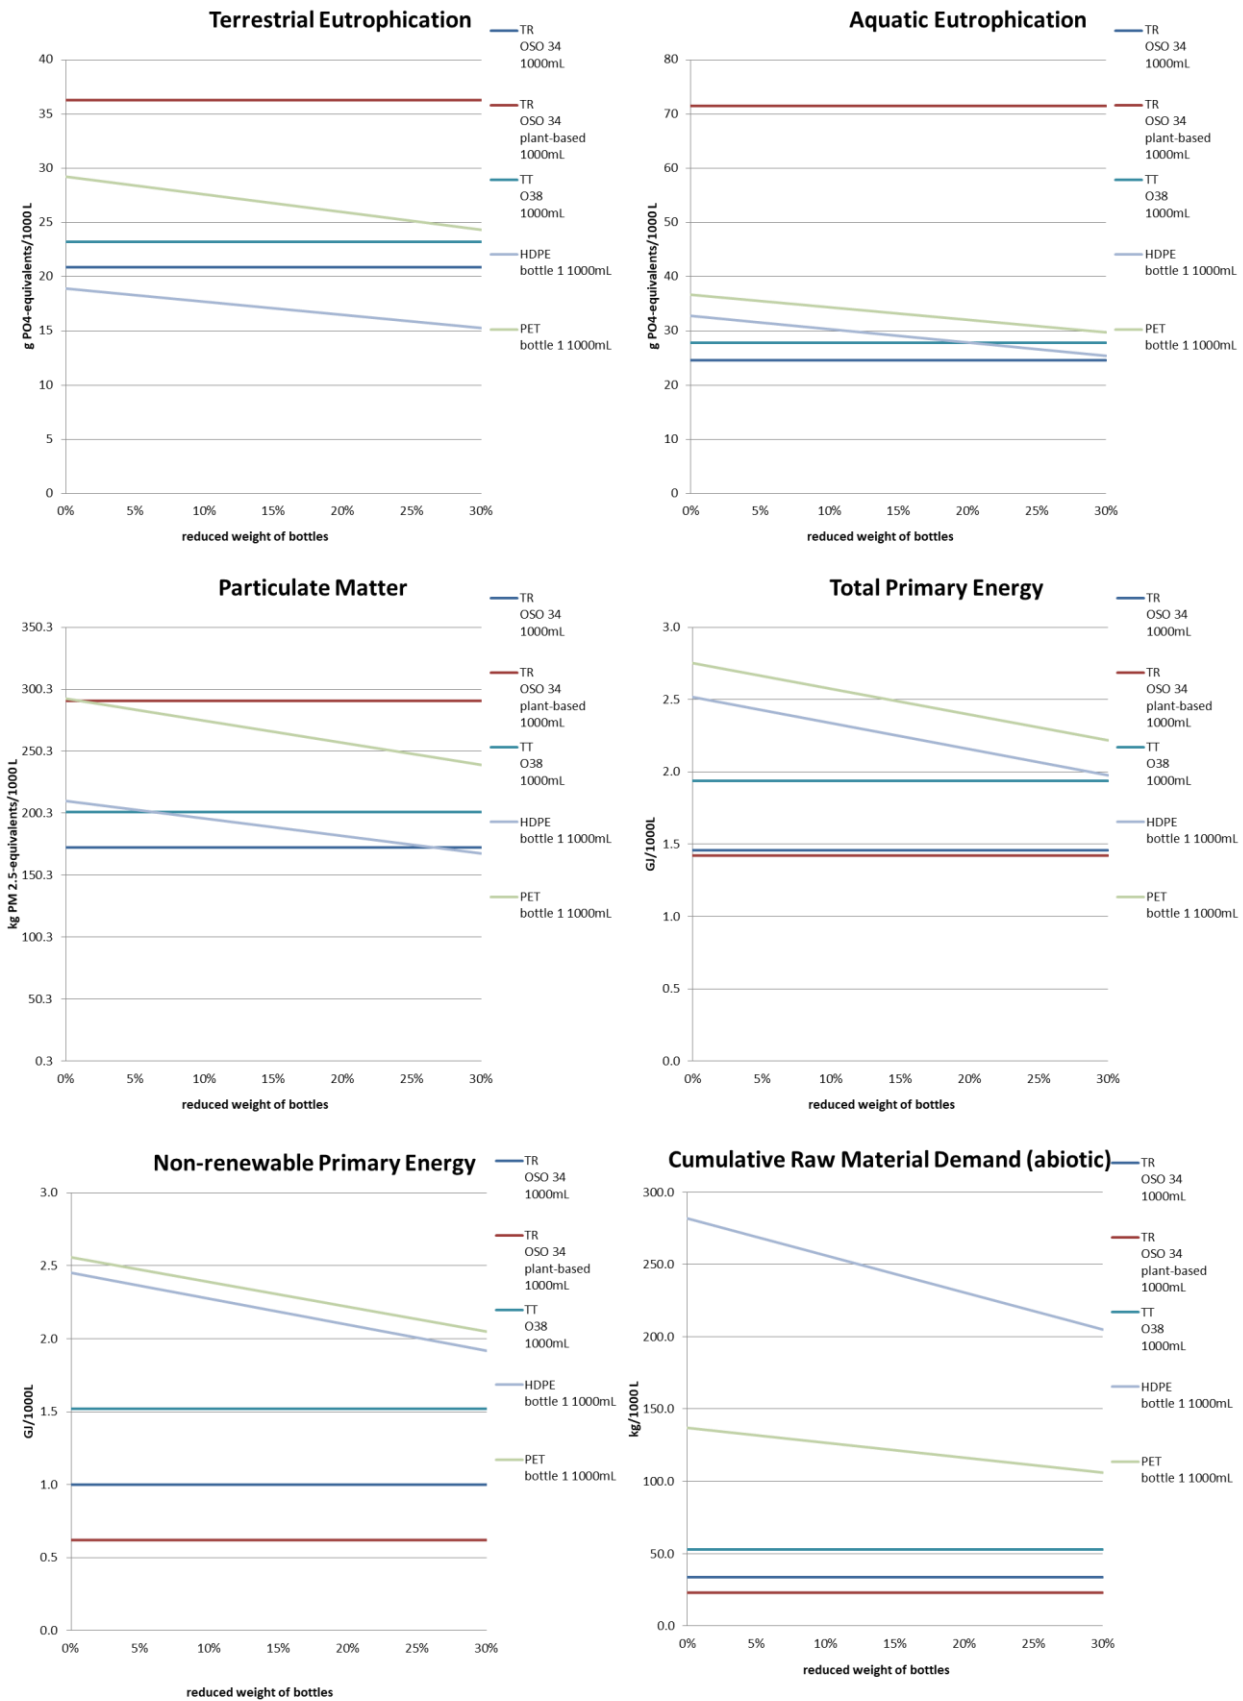 Terrestrial Eutrophication
TR
OSO 34
1000mL
TR
OSO 34
plant-based
1000mL
TT
O38
1000mL
HDPE
bottle 1 1000mL
PET
bottle 1 1000mL
g PO4-equivalents/1000 L
40
35
30
25
20
15
10
5
0
0% 5% 10% 15% 20% 25% 30%
reduced weight of bottles
Aquatic Eutrophication
TR
OSO 34
1000mL
TR
OSO 34
plant-based
1000mL
TT
O38
1000mL
HDPE
bottle 1 1000mL
PET
bottle 1 1000mL
g PO4-equivalents/1000 L
80
70
60
50
40
30
20
10
0
0% 5% 10% 15% 20% 25% 30%
reduced weight of bottles
Particulate Matter
TR
OSO 34
1000mL
TR
OSO 34
plant-based
1000mL
TT
O38
1000mL
HDPE
bottle 1 1000mL
PET
bottle 1 1000mL
kg PM 2.5-equivalents/1000 L
350.3
300.3
250.3
200.3
150.3
100.3
50.3
0.3
0% 5% 10% 15% 20% 25% 30%
reduced weight of bottles
Total Primary Energy
TR
OSO 34
1000mL
TR
OSO 34
plant-based
1000mL
TT
O38
1000mL
HDPE
bottle 1 1000mL
PET
bottle 1 1000mL
GJ/1000L
3.0
2.5
2.0
1.5
1.0
0.5
0.0
0% 5% 10% 15% 20% 25% 30%
reduced weight of bottles
Non-renewable Primary Energy
TR
OSO 34
1000mL
TR
OSO 34
plant-based
1000mL
TT
O38
1000mL
HDPE
bottle 1 1000mL
PET
bottle 1 1000mL
GJ/1000L
3.0
2.5
2.0
1.5
1.0
0.5
0.0
0% 5% 10% 15% 20% 25% 30%
reduced weight of bottles
Cumulative Raw Material Demand (abiotic)
TR
OSO 34
1000mL
TR
OSO 34
plant-based
1000mL
TT
O38
1000mL
HDPE
bottle 1 1000mL
PET
bottle 1 1000mL
kg/1000 L
300.0
250.0
200.0
150.0
100.0
50.0
0.0
0% 5% 10% 15% 20% 25% 30%
reduced weight of bottles